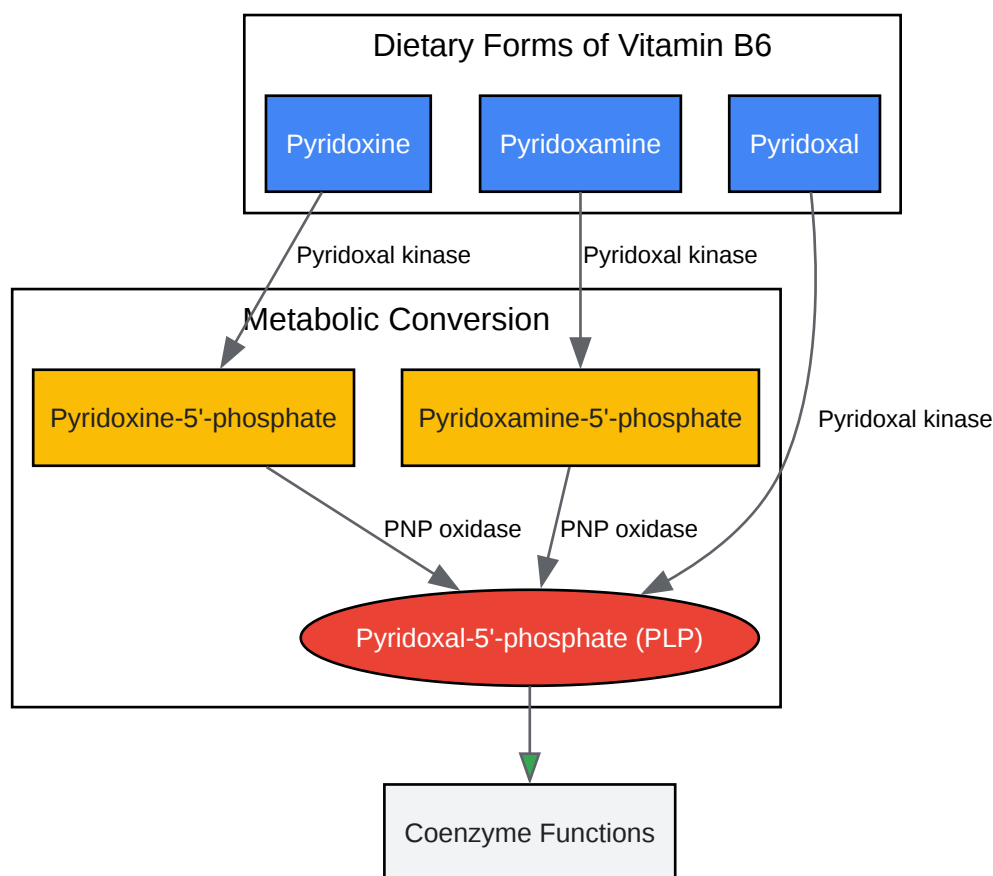 Dietary Forms of Vitamin B6
Pyridoxine
Pyridoxamine
Pyridoxal
Pyridoxal kinase
Pyridoxal kinase
Metabolic Conversion
Pyridoxine-5'-phosphate
Pyridoxamine-5'-phosphate
Pyridoxal kinase
PNP oxidase
PNP oxidase
Pyridoxal-5'-phosphate (PLP)
Coenzyme Functions